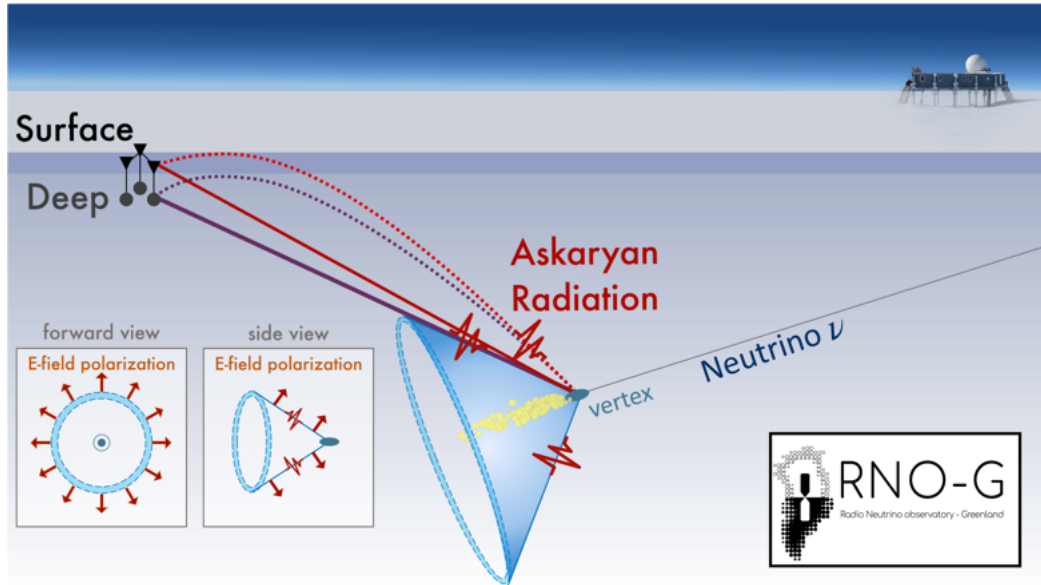 Surface
Deep
Askaryan
Radiation
Neutrino ν
vertex
forward view
E-field polarization
side view
E-field polarization
RNO-G
Radio Neutrino observatory - Greenland